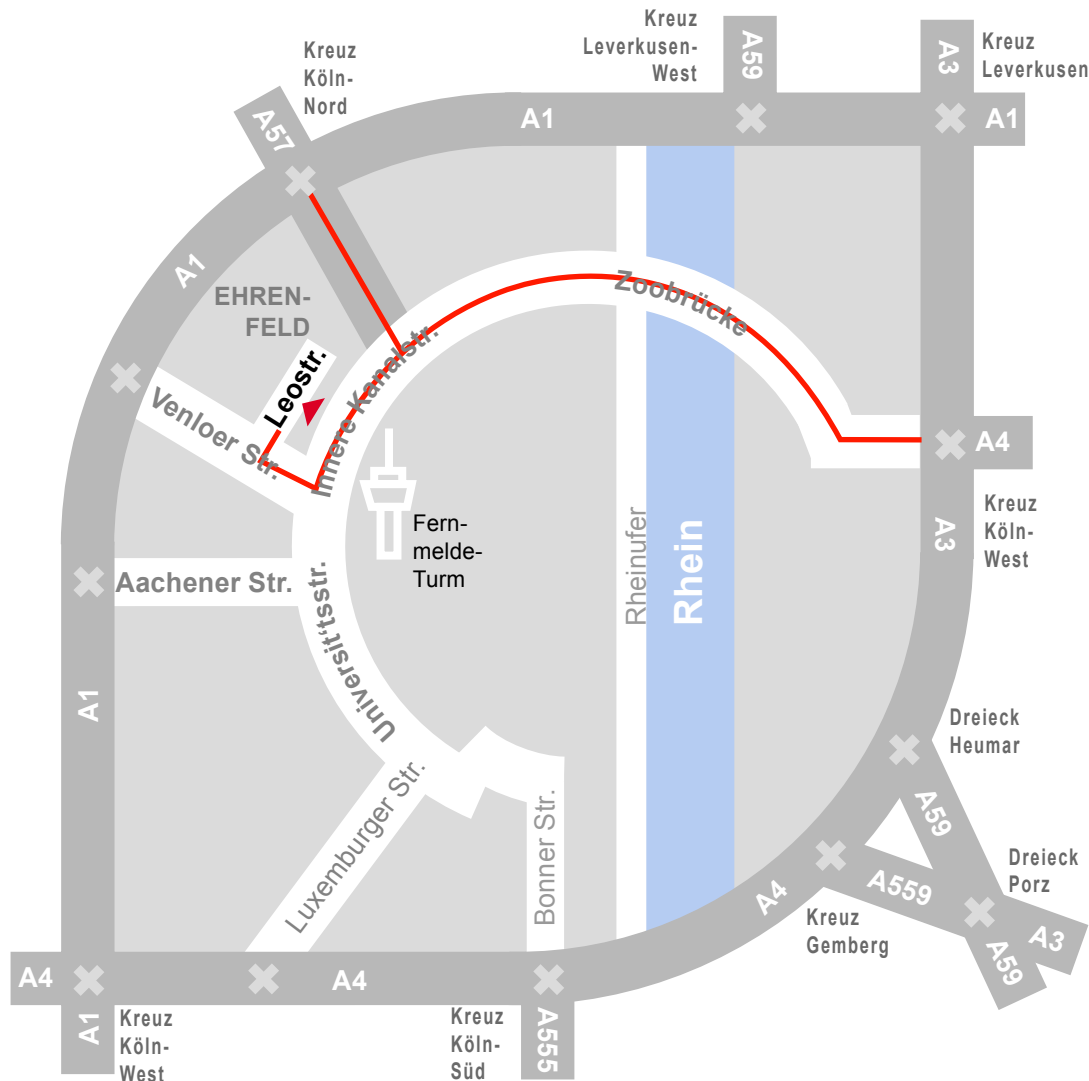 Kreuz
Leverkusen-
West
A59
A3
Kreuz
Leverkusen
Kreuz
Köln-
Nord
A57
A1
A1
A1
EHREN-
FELD
Leostr.
Venloer Str.
Innere Kanalstr.
Zoobrücke
A4
Kreuz
Köln-
West
A3
Fern-
melde-
Turm
Rheinufer
Rhein
Aachener Str.
Universit'tsstr.
A1
Dreieck
Heumar
A59
Luxemburger Str.
Bonner Str.
Dreieck
Porz
A559
A4
Kreuz
Gemberg
A3
A59
A4
A4
A1
Kreuz
Köln-
West
Kreuz
Köln-
Süd
A555